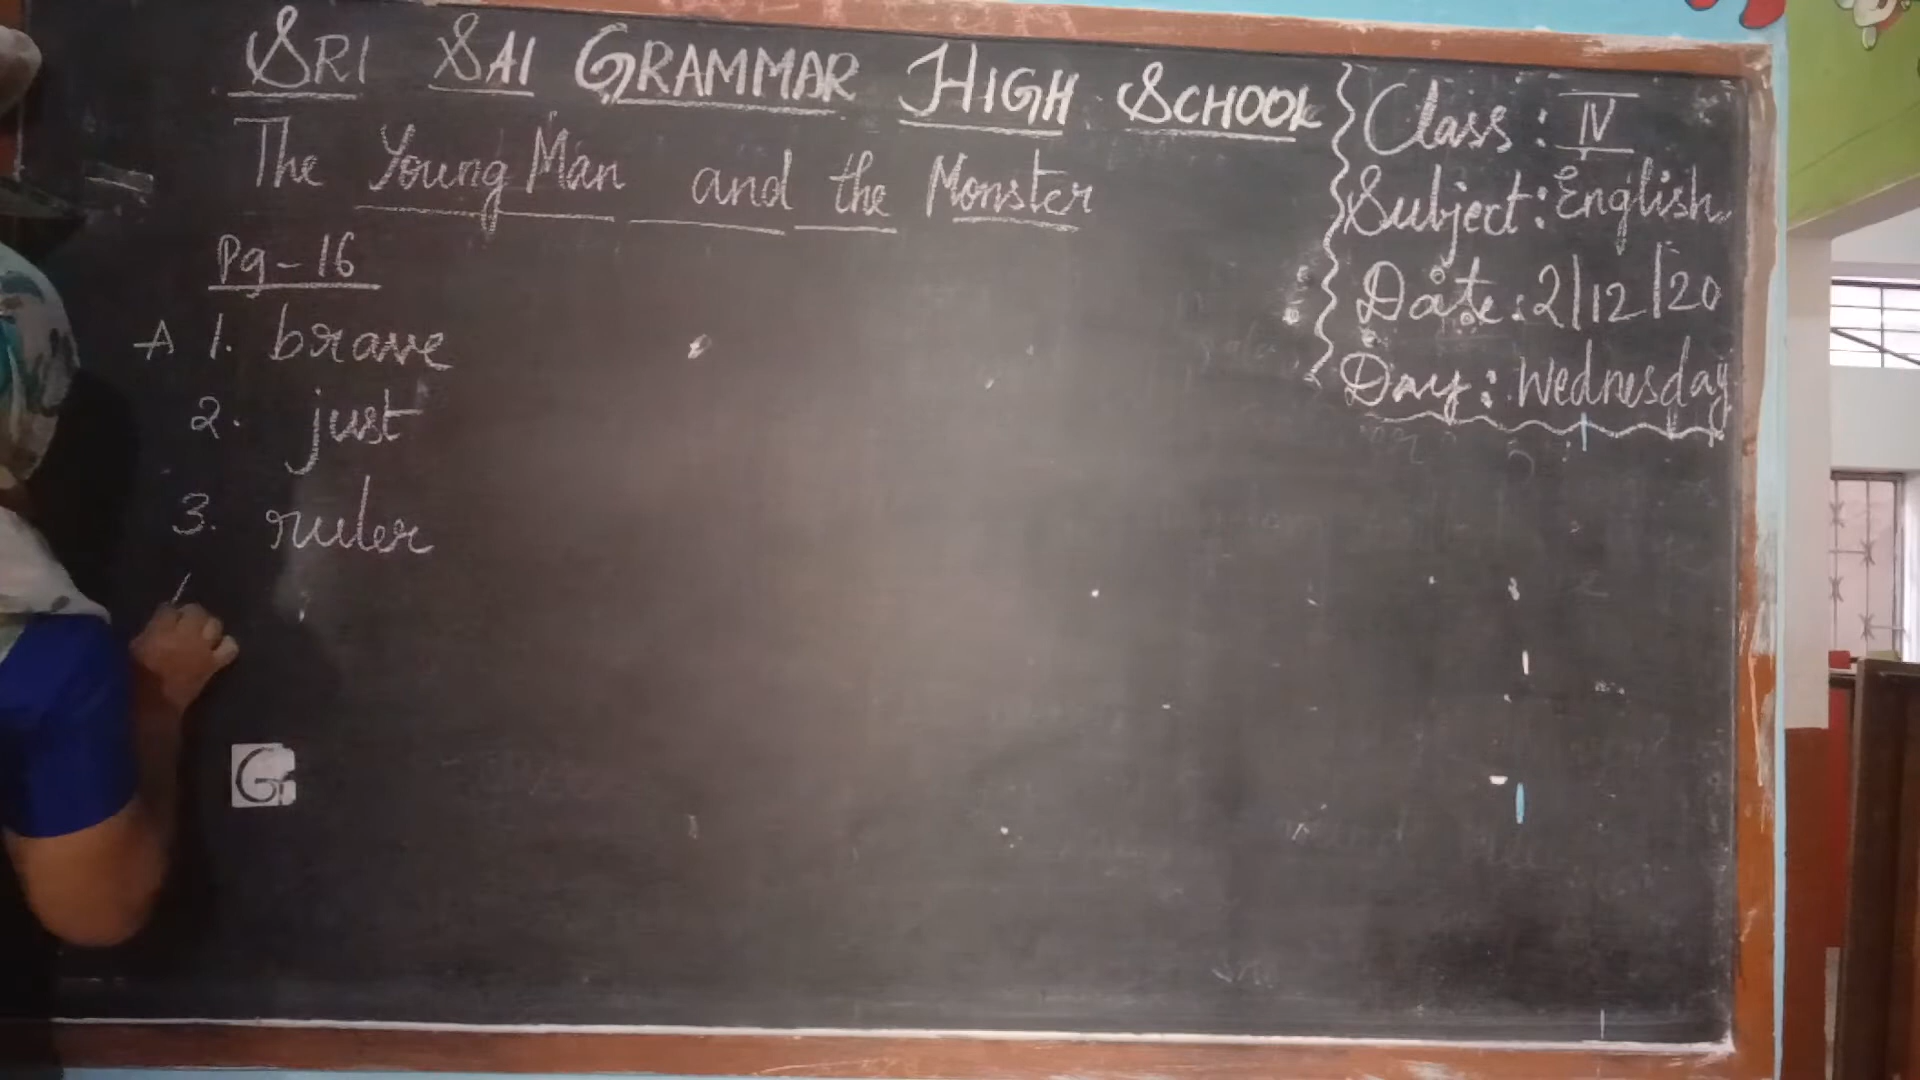 SRI SAI GRAMMAR HIGH SCHOOL
The Young Man and the Monster
Pg - 16
A 1. brave
2. just
3. ruler
G
Class : IV
Subject : English
Date : 2/12/20
Day : Wednesday